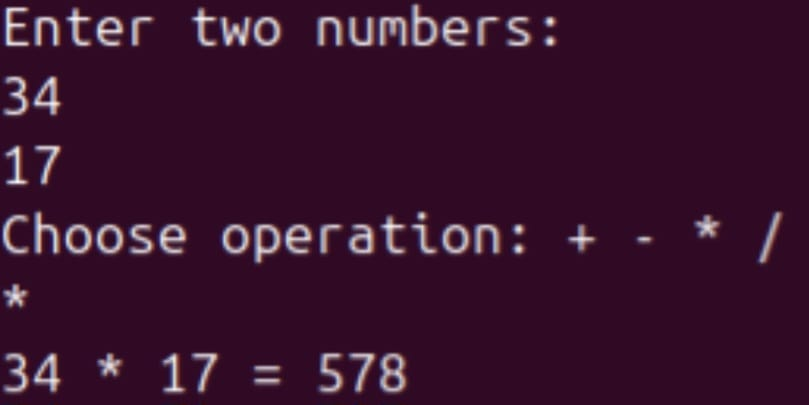 Enter two numbers:
34
17
Choose operation: + - * /
*
34 * 17 = 578